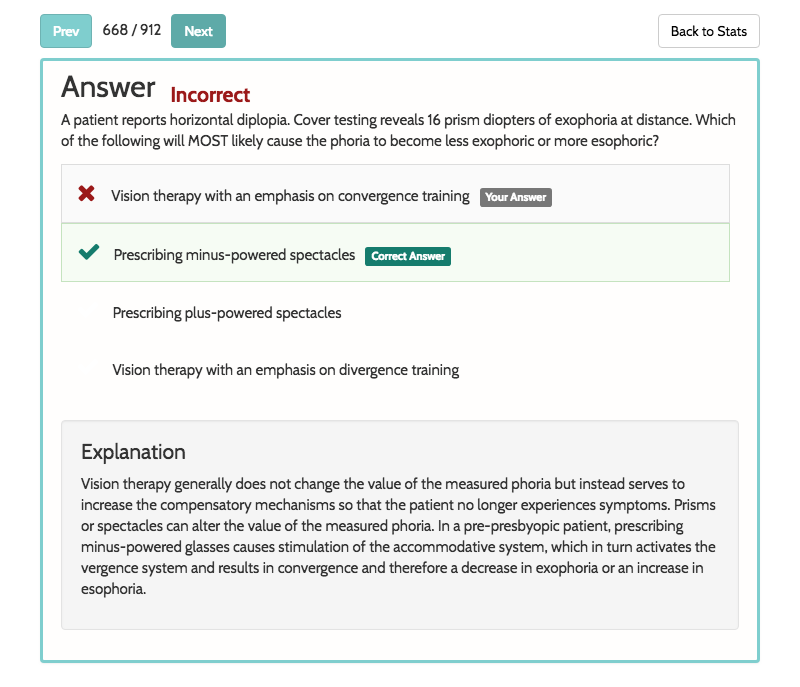 Prev 668 / 912 Next Back to Stats
Answer Incorrect
A patient reports horizontal diplopia. Cover testing reveals 16 prism diopters of exophoria at distance. Which
of the following will MOST likely cause the phoria to become less exophoric or more esophoric?
Vision therapy with an emphasis on convergence training Your Answer
Prescribing minus-powered spectacles Correct Answer
Prescribing plus-powered spectacles
Vision therapy with an emphasis on divergence training
Explanation
Vision therapy generally does not change the value of the measured phoria but instead serves to
increase the compensatory mechanisms so that the patient no longer experiences symptoms. Prisms
or spectacles can alter the value of the measured phoria. In a pre-presbyopic patient, prescribing
minus-powered glasses causes stimulation of the accommodative system, which in turn activates the
vergence system and results in convergence and therefore a decrease in exophoria or an increase in
esophoria.